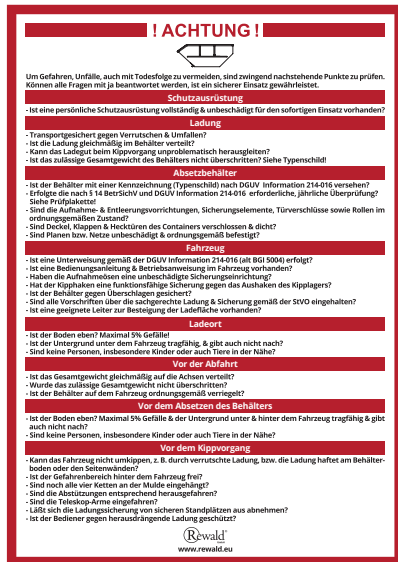 ! ACHTUNG !
Um Gefahren, Unfälle, auch mit Todesfolge zu vermeiden, sind zwingend nachstehende Punkte zu prüfen.
Können alle Fragen mit ja beantwortet werden, ist ein sicherer Einsatz gewährleistet.
Schutzausrüstung
- Ist eine persönliche Schutzausrüstung vollständig & unbeschädigt für den sofortigen Einsatz vorhanden?
Ladung
- Transportgesichert gegen Verrutschen & Umfallen?
- Ist die Ladung gleichmäßig im Behälter verteilt?
- Kann das Ladegut beim Kippvorgang unproblematisch herausgleiten?
- Ist das zulässige Gesamtgewicht des Behälters nicht überschritten? Siehe Typenschild!
Absetzbehälter
- Ist der Behälter mit einer Kennzeichnung (Typenschild) nach DGUV Information 214-016 versehen?
- Erfolgte die nach § 14 BetrSichV und DGUV Information 214-016 erforderliche, jährliche Überprüfung?
Siehe Prüfplakette!
- Sind die Aufnahme- & Entleerungsvorrichtungen, Sicherungselemente, Türverschlüsse sowie Rollen im
ordnungsgemäßen Zustand?
- Sind Deckel, Klappen & Hecktüren des Containers verschlossen & dicht?
- Sind Planen bzw. Netze unbeschädigt & ordnungsgemäß befestigt?
Fahrzeug
- Ist eine Unterweisung gemäß der DGUV Information 214-016 (alt BGI 5004) erfolgt?
- Ist eine Bedienungsanleitung & Betriebsanweisung im Fahrzeug vorhanden?
- Haben die Aufnahmeösen eine unbeschädigte Sicherungseinrichtung?
- Hat der Kipphaken eine funktionsfähige Sicherung gegen das Aushaken des Kipplagers?
- Ist der Behälter gegen Überschlagen gesichert?
- Sind alle Vorschriften über die sachgerechte Ladung & Sicherung gemäß der StVO eingehalten?
- Ist eine geeignete Leiter zur Besteigung der Ladefläche vorhanden?
Ladeort
- Ist der Boden eben? Maximal 5% Gefälle!
- Ist der Untergrund unter dem Fahrzeug tragfähig, & gibt auch nicht nach?
- Sind keine Personen, insbesondere Kinder oder auch Tiere in der Nähe?
Vor der Abfahrt
- Ist das Gesamtgewicht gleichmäßig auf die Achsen verteilt?
- Wurde das zulässige Gesamtgewicht nicht überschritten?
- Ist der Behälter auf dem Fahrzeug ordnungsgemäß verriegelt?
Vor dem Absetzen des Behälters
- Ist der Boden eben? Maximal 5% Gefälle & der Untergrund unter & hinter dem Fahrzeug tragfähig & gibt
auch nicht nach?
- Sind keine Personen, insbesondere Kinder oder auch Tiere in der Nähe?
Vor dem Kippvorgang
- Kann das Fahrzeug nicht umkippen, z. B. durch verrutschte Ladung, bzw. die Ladung haftet am Behälter-
boden oder den Seitenwänden?
- Ist der Gefahrenbereich hinter dem Fahrzeug frei?
- Sind noch alle vier Ketten an der Mulde eingehängt?
- Sind die Abstützungen entsprechend herausgefahren?
- Sind die Teleskop-Arme eingefahren?
- Läßt sich die Ladungssicherung von sicheren Standplätzen aus abnehmen?
- Ist der Bediener gegen herausdrängende Ladung geschützt?
Rewald
www.rewald.eu